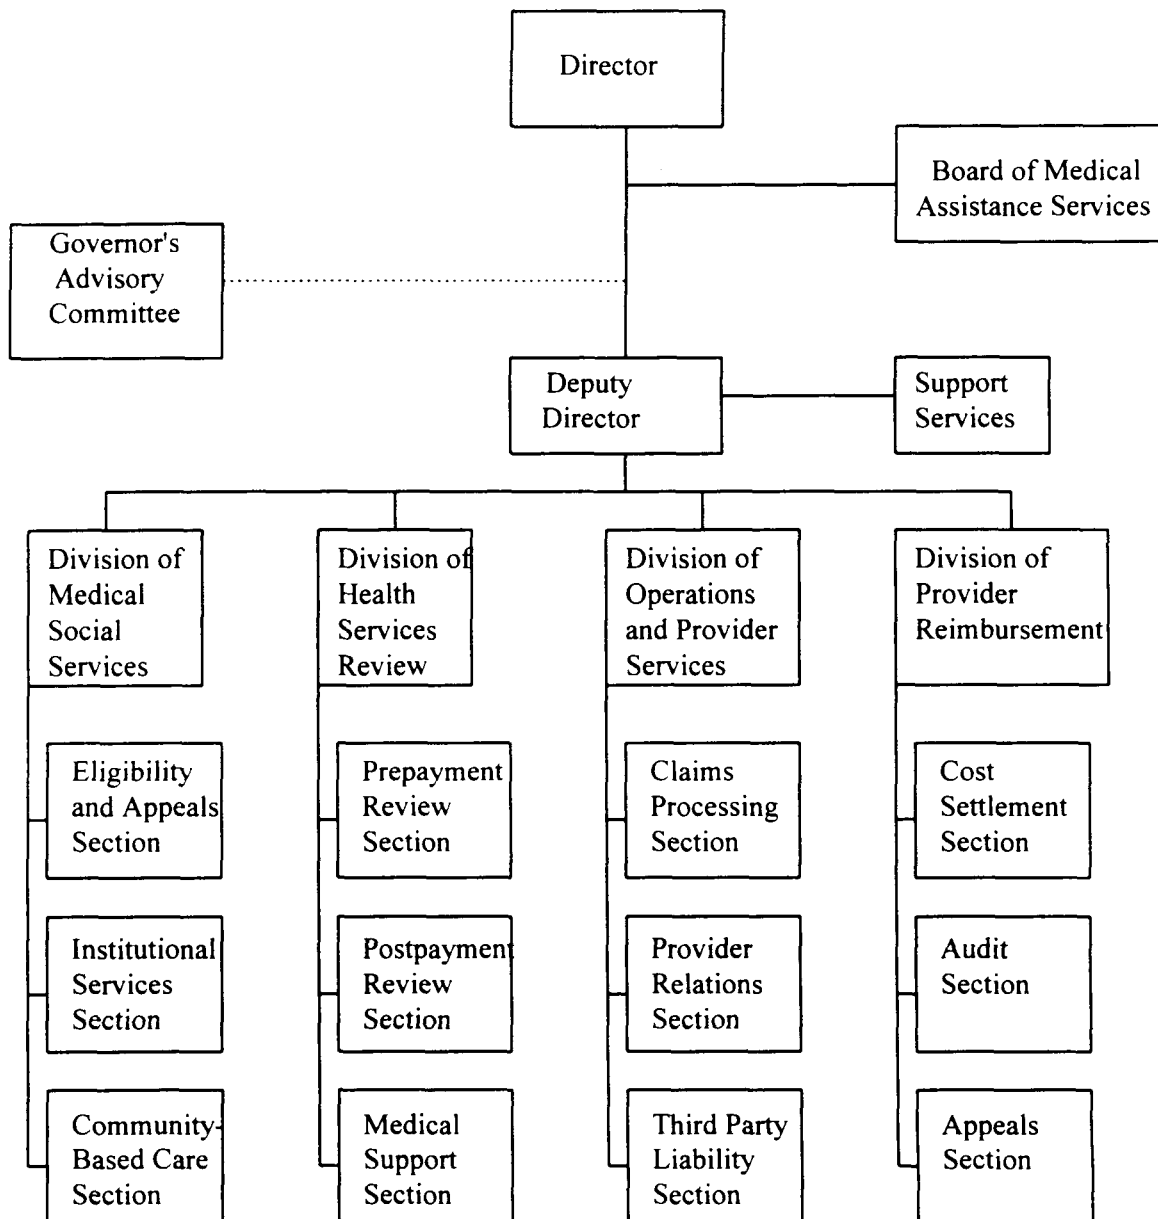 Director
Board of Medical
Assistance Services
Governor's
Advisory
Committee
Deputy
Director
Support
Services
Division of
Medical
Social
Services
Division of
Health
Services
Review
Division of
Operations
and Provider
Services
Division of
Provider
Reimbursement
Eligibility
and Appeals
Section
Prepayment
Review
Section
Claims
Processing
Section
Cost
Settlement
Section
Institutional
Services
Section
Postpayment
Review
Section
Provider
Relations
Section
Audit
Section
Community-
Based Care
Section
Medical
Support
Section
Third Party
Liability
Section
Appeals
Section